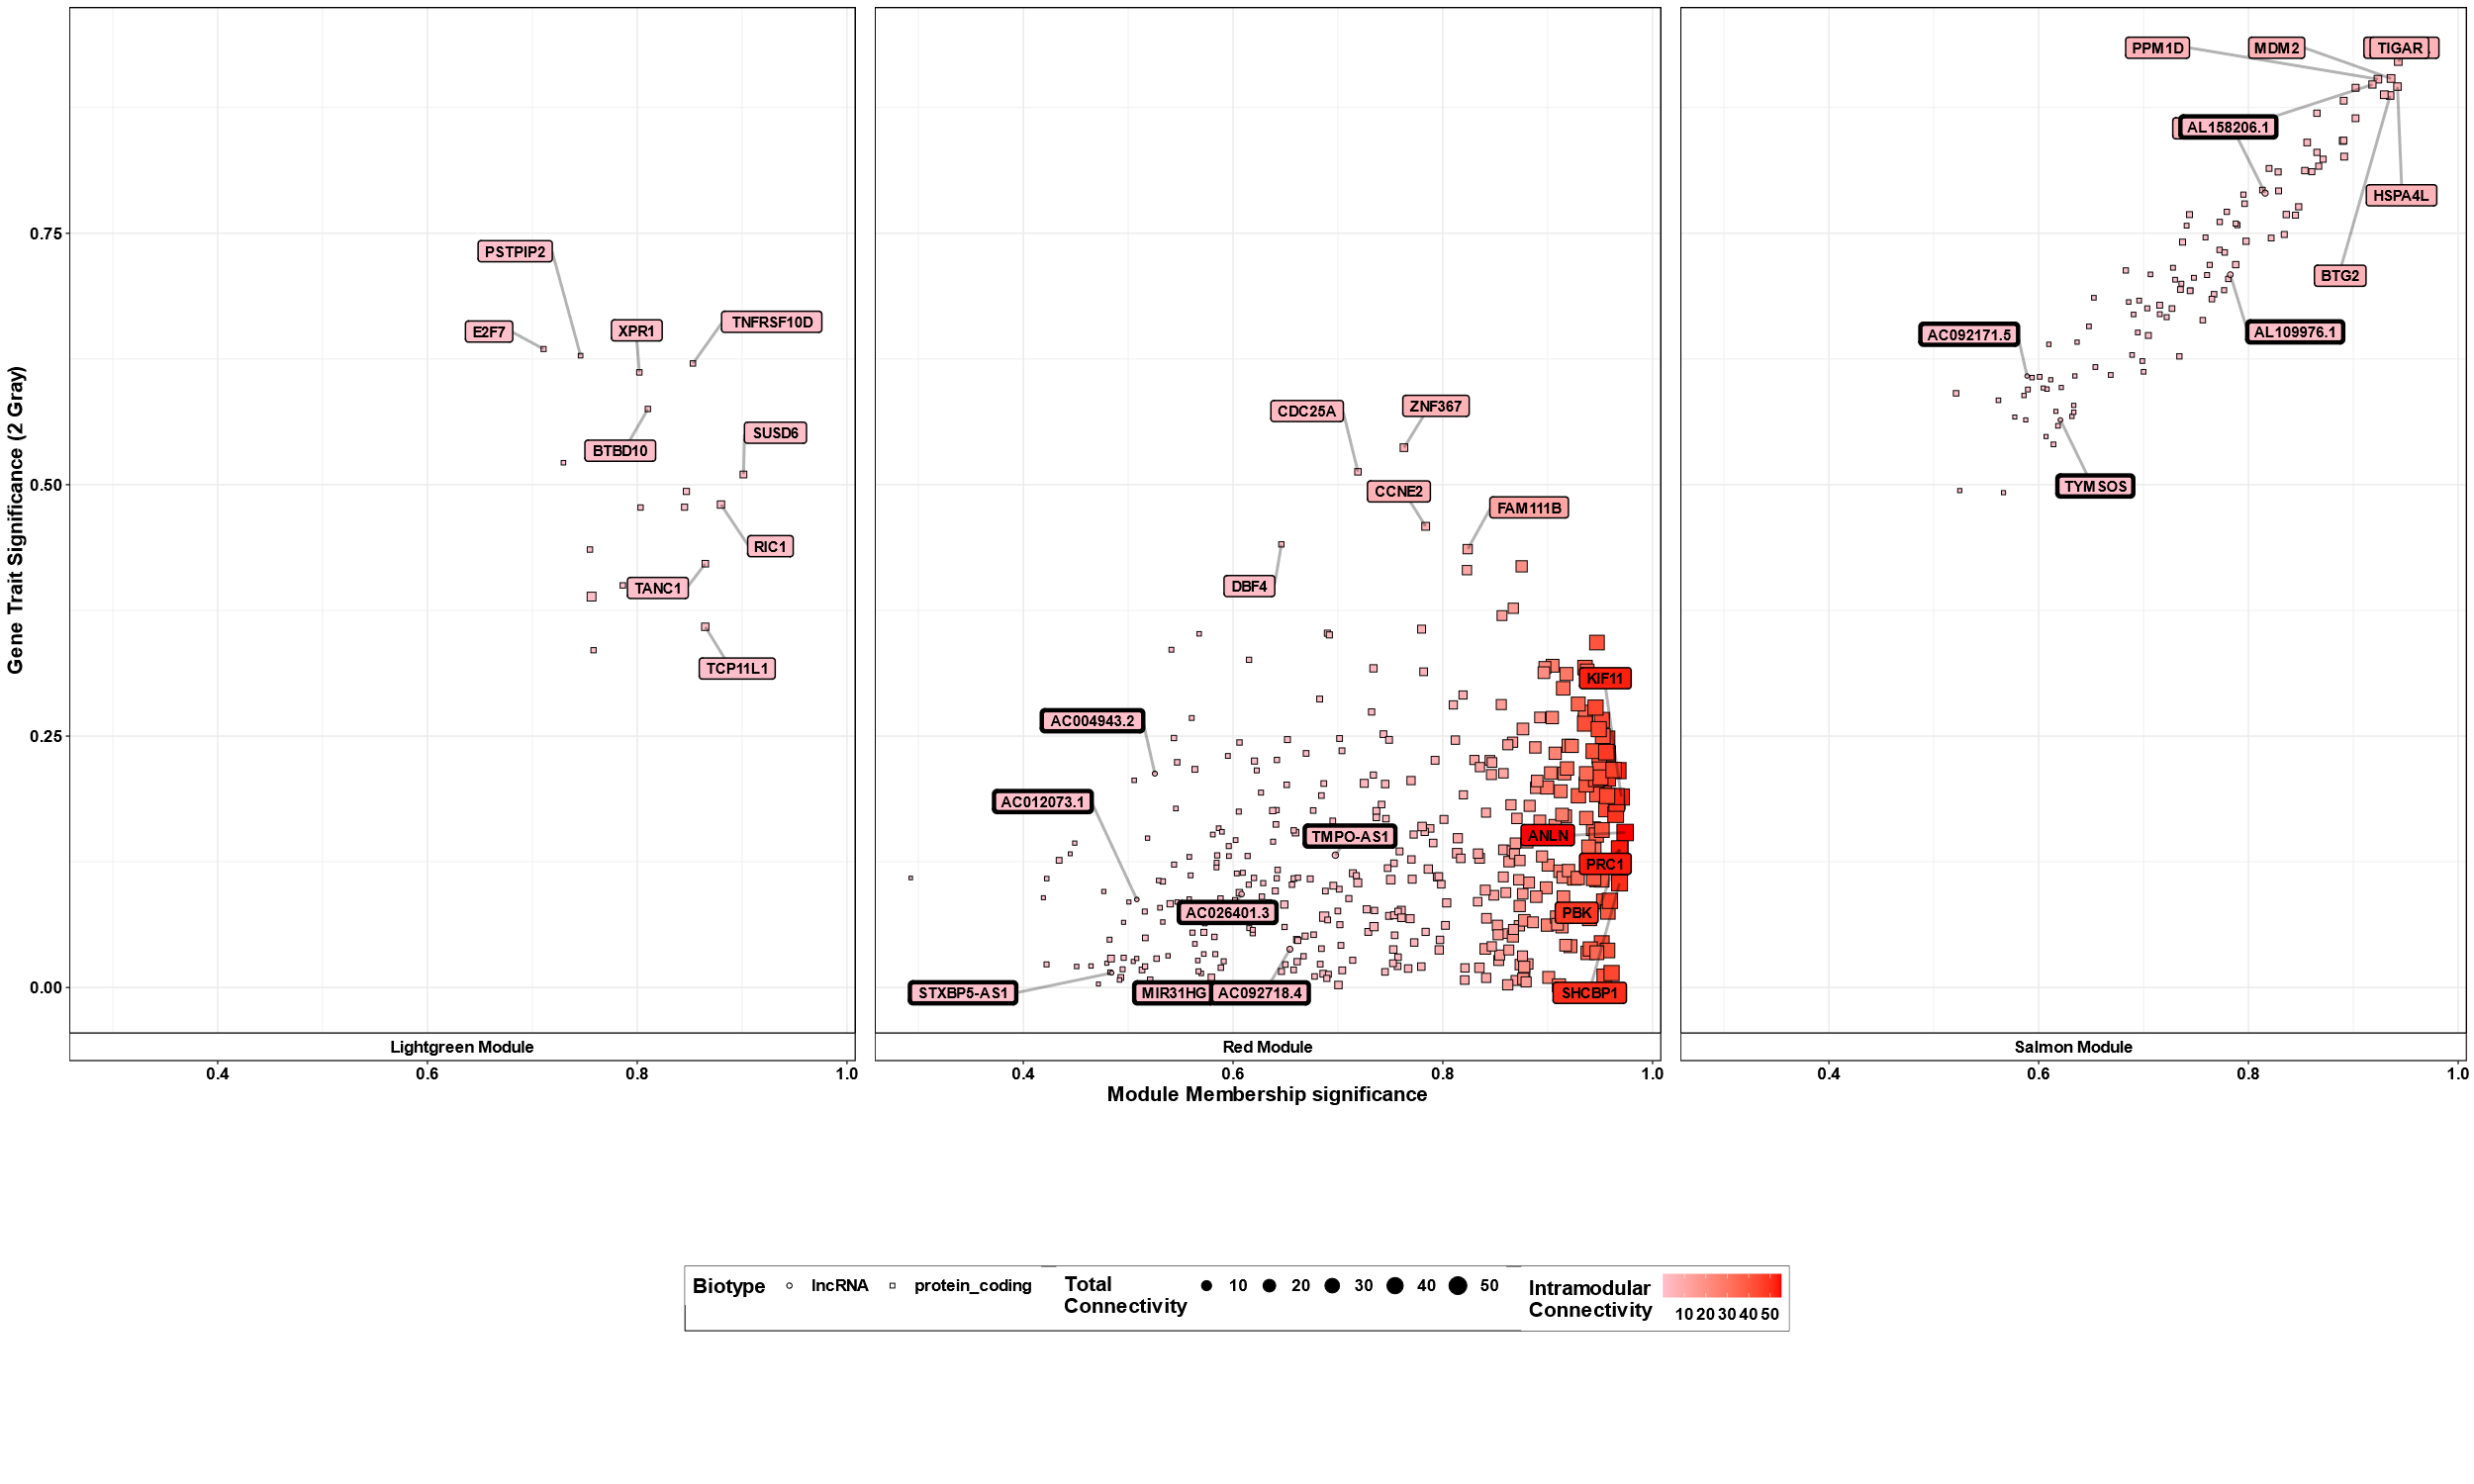 Gene Trait Significance (2 Gray)
0.75
0.50
0.25
0.00
PSTPIP2
E2F7
XPR1
TNFRSF10D
BTBD10
SUSD6
RIC1
TANC1
TCP11L1
Lightgreen Module
0.4 0.6 0.8 1.0
CDC25A
ZNF367
CCNE2
FAM111B
DBF4
KIF11
AC004943.2
AC012073.1
TMPO-AS1
ANLN
PRC1
AC026401.3
PBK
STXBP5-AS1
MIR31HG
AC092718.4
SHCBP1
Red Module
0.4 0.6 0.8 1.0
PPM1D
MDM2
TIGAR
AL158206.1
HSPA4L
BTG2
AC092171.5
AL109976.1
TYMSOS
Salmon Module
0.4 0.6 0.8 1.0
Module Membership significance
Biotype lncRNA protein_coding
Total
Connectivity
10 20 30 40 50
Intramodular
Connectivity
10 20 30 40 50